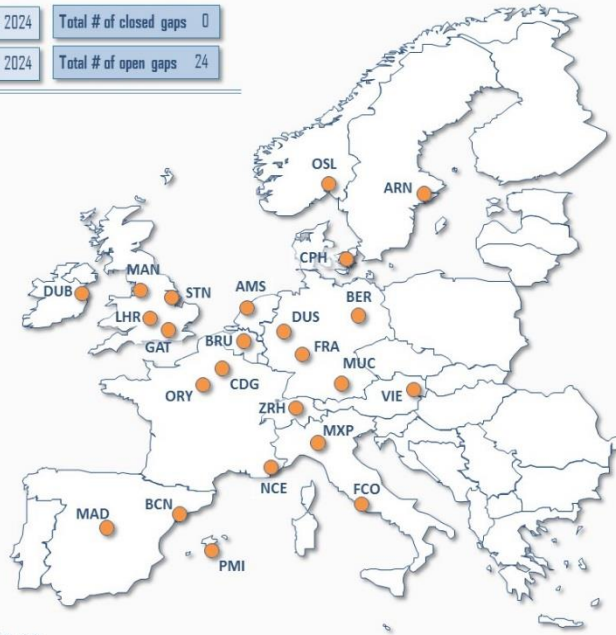 2024 Total # of closed gaps 0
2024 Total # of open gaps 24
OSL
ARN
CPH
MAN
DUB
STN
AMS
BER
LHR
DUS
GAT
BRU
FRA
MUC
CDG
ORY
VIE
ZRH
MXP
NCE
FCO
BCN
MAD
PMI